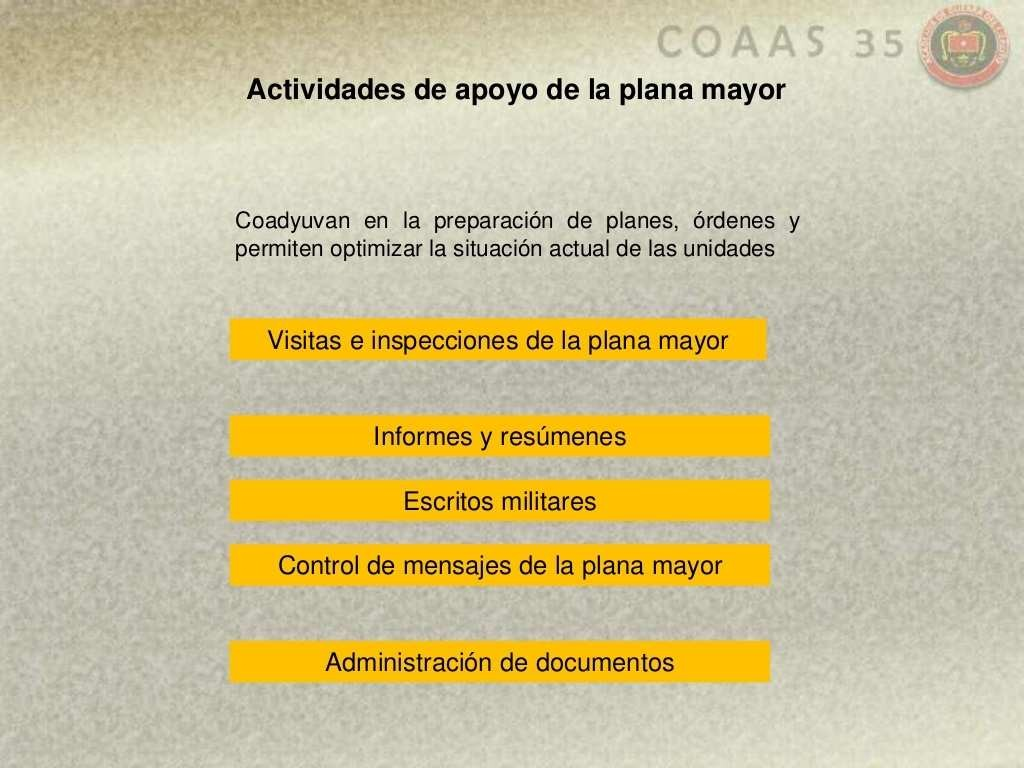 COAAS 35
Actividades de apoyo de la plana mayor
Coadyuvan en la preparación de planes, órdenes y
permiten optimizar la situación actual de las unidades
Visitas e inspecciones de la plana mayor
Informes y resúmenes
Escritos militares
Control de mensajes de la plana mayor
Administración de documentos